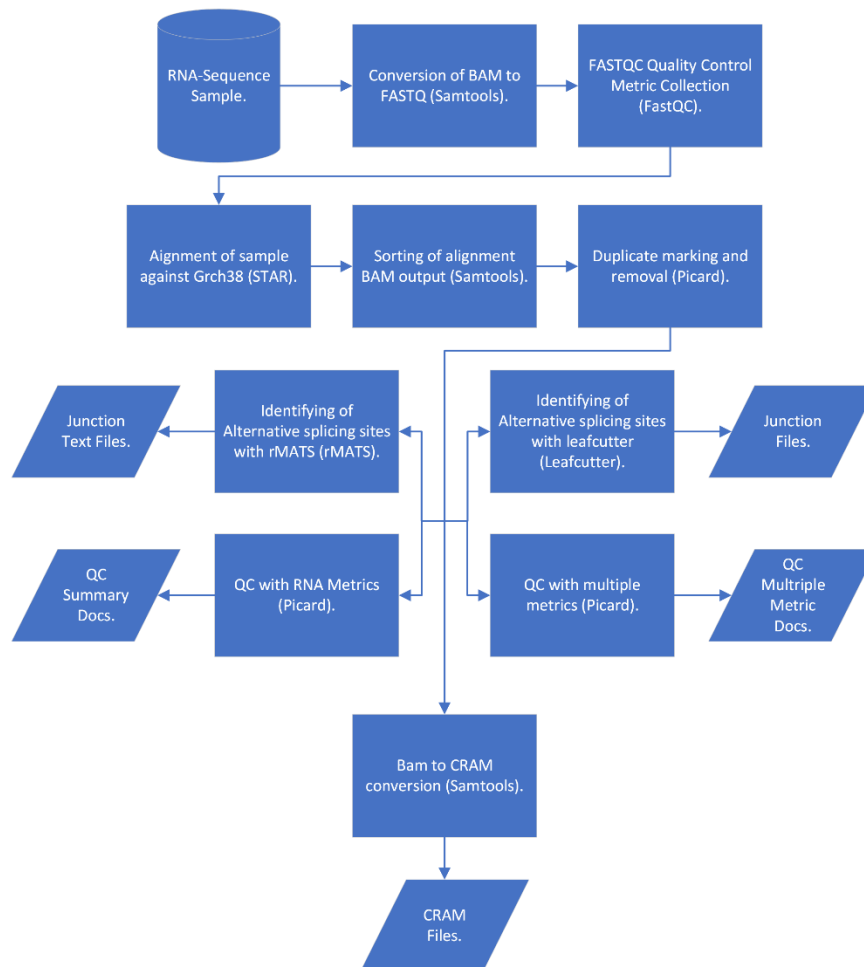 RNA-Sequence
Sample.
Conversion of BAM to
FASTQ (Samtools).
FASTQC Quality Control
Metric Collection
(FastQC).
Aignment of sample
against Grch38 (STAR).
Sorting of alignment
BAM output (Samtools).
Duplicate marking and
removal (Picard).
Junction
Text Files.
Identifying of
Alternative splicing sites
with rMATS (rMATS).
Identifying of
Alternative splicing sites
with leafcutter
(Leafcutter).
Junction
Files.
QC
Summary
Docs.
QC with RNA Metrics
(Picard).
QC with multiple
metrics (Picard).
QC
Multiple
Metric
Docs.
Bam to CRAM
conversion (Samtools).
CRAM
Files.